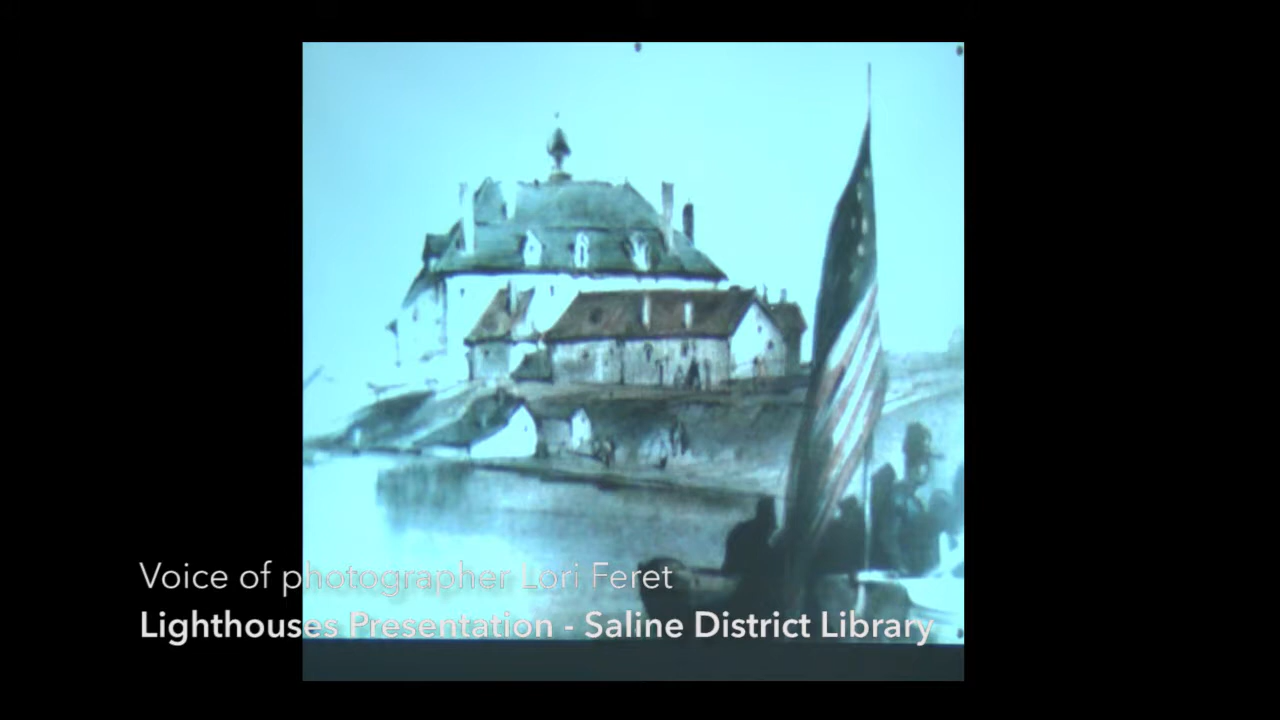 Voice of photographer Lori Feret
Lighthouses Presentation - Saline District Library